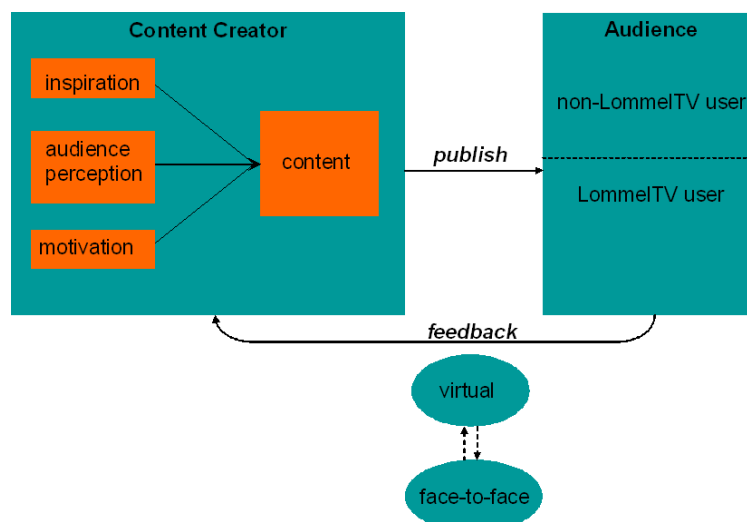 Content Creator
inspiration
audience
perception
motivation
content
publish
Audience
non-LommelTV user
LommelTV user
feedback
virtual
face-to-face